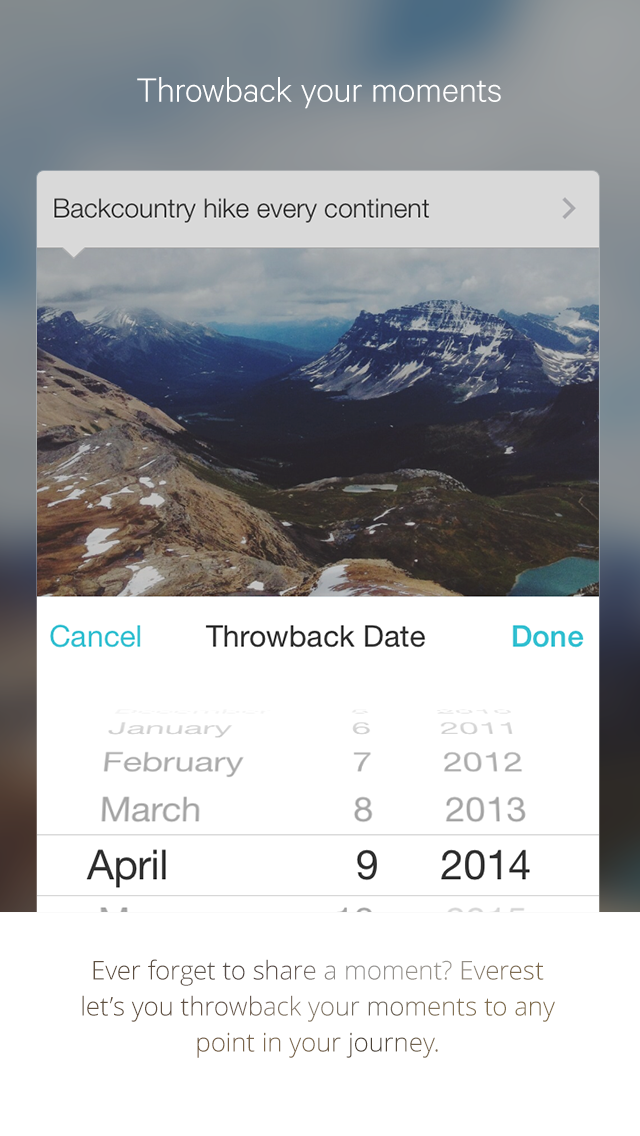 Throwback your moments
Backcountry hike every continent
Cancel Throwback Date Done
January 6 2011
February 7 2012
March 8 2013
April 9 2014
Ever forget to share a moment? Everest
let's you throwback your moments to any
point in your journey.